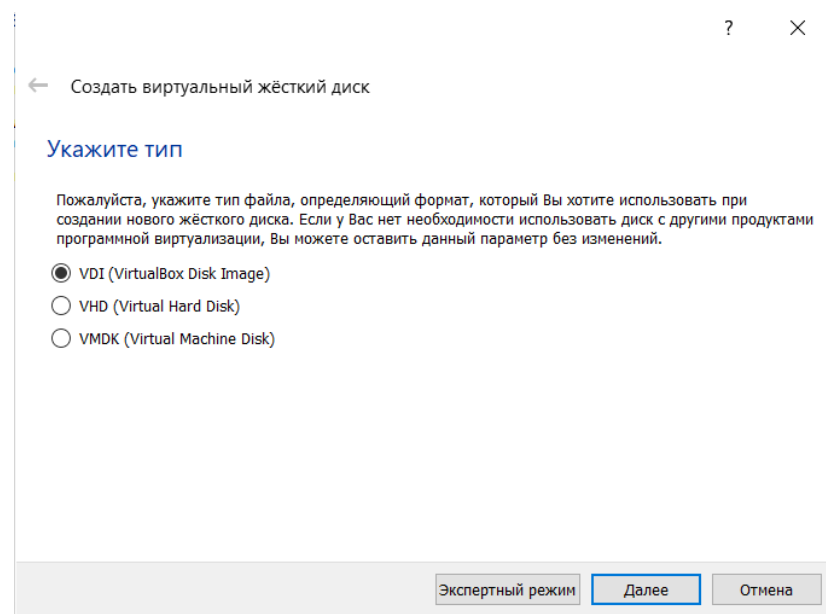 ?
Создать виртуальный жёсткий диск
Укажите тип
Пожалуйста, укажите тип файла, определяющий формат, который Вы хотите использовать при
создании нового жёсткого диска. Если у Вас нет необходимости использовать диск с другими продуктами
программной виртуализации, Вы можете оставить данный параметр без изменений.
VDI (VirtualBox Disk Image)
VHD (Virtual Hard Disk)
VMDK (Virtual Machine Disk)
Экспертный режим Далее Отмена